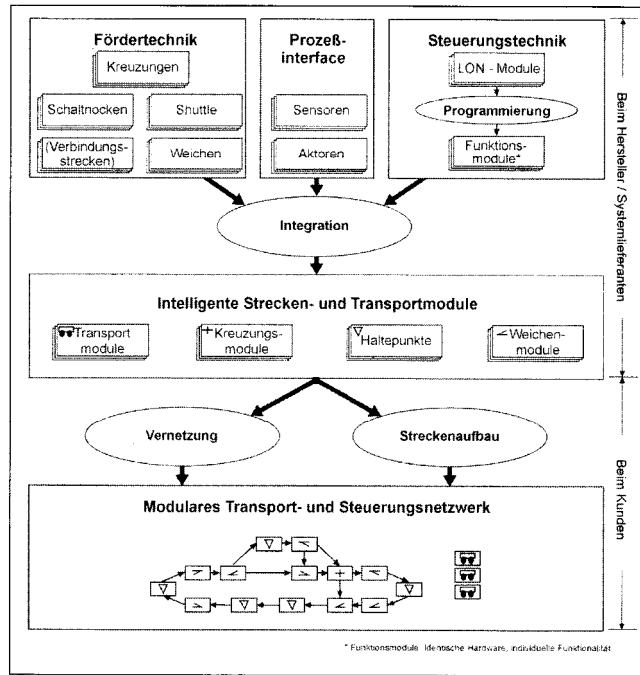 Fördertechnik
Kreuzungen
Schaltnocken
Shuttle
(Verbindungs-
strecken)
Weichen
Prozeß-
interface
Sensoren
Aktoren
Steuerungstechnik
LON - Module
Programmierung
Funktions-
module*
Integration
Beim Hersteller / Systemlieferanten
Intelligente Strecken- und Transportmodule
Transport
module
Kreuzungs-
module
Haltepunkte
Weichen-
module
Vernetzung
Streckenaufbau
Beim Kunden
Modulares Transport- und Steuerungsnetzwerk
* Funktionsmodule Identische Hardware, individuelle Funktionalität